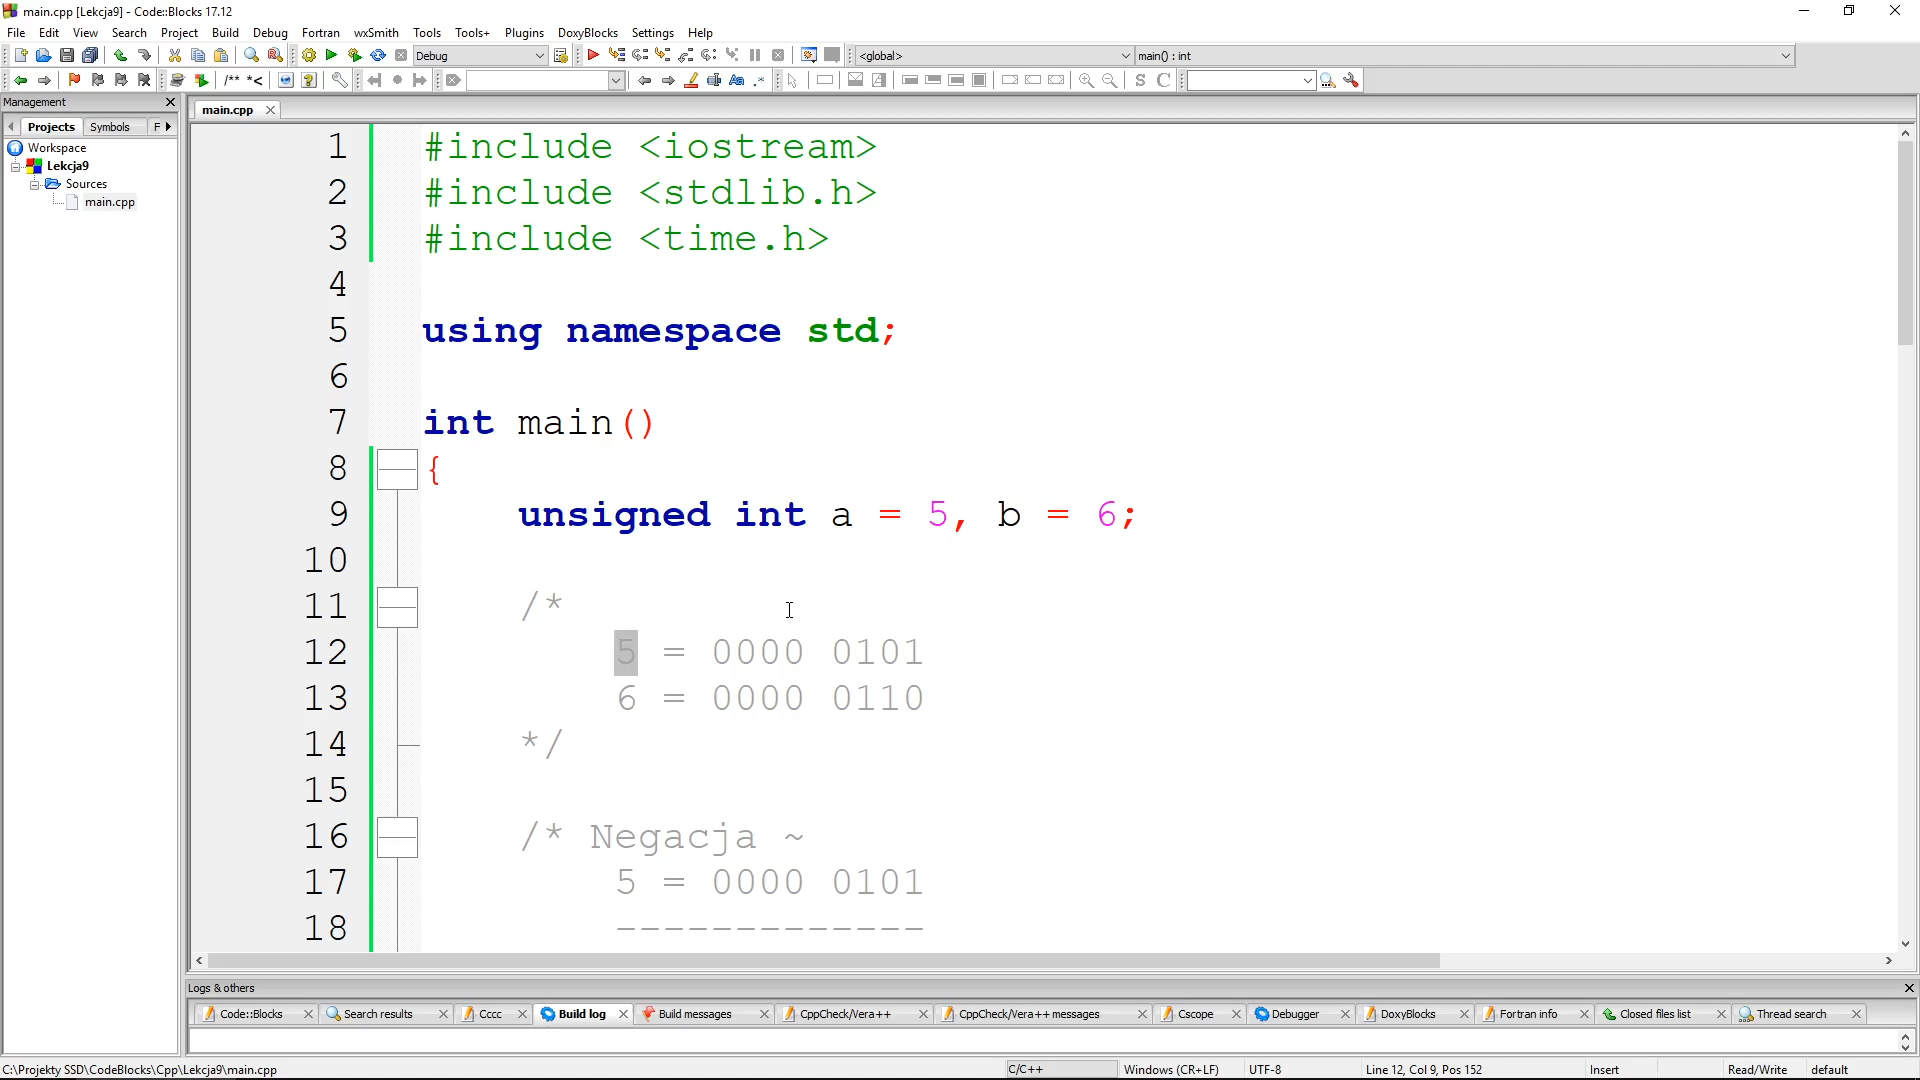 main.cpp [Lekcja9] - Code::Blocks 17.12
File Edit View Search Project Build Debug Fortran wxSmith Tools Tools+ Plugins DoxyBlocks Settings Help
Debug <global> main() : int
/** *< Aa .* S C
Management
main.cpp
Projects Symbols F
Workspace
Lekcja9
Sources
main.cpp
1 #include <iostream>
2 #include <stdlib.h>
3 #include <time.h>
4
5 using namespace std;
6
7 int main()
8 {
9 unsigned int a = 5, b = 6;
10
11 /*
12 5 = 0000 0101
13 6 = 0000 0110
14 */
15
16 /* Negacja ~
17 5 = 0000 0101
18 -------------
Logs & others
Code::Blocks Search results Cccc Build log Build messages CppCheck/Vera++ CppCheck/Vera++ messages Cscope Debugger DoxyBlocks Fortran info Closed files list Thread search
C:\Projekty SSD\CodeBlocks\Cpp\Lekcja9\main.cpp C/C++ Windows (CR+LF) UTF-8 Line 12, Col 9, Pos 152 Insert Read/Write default